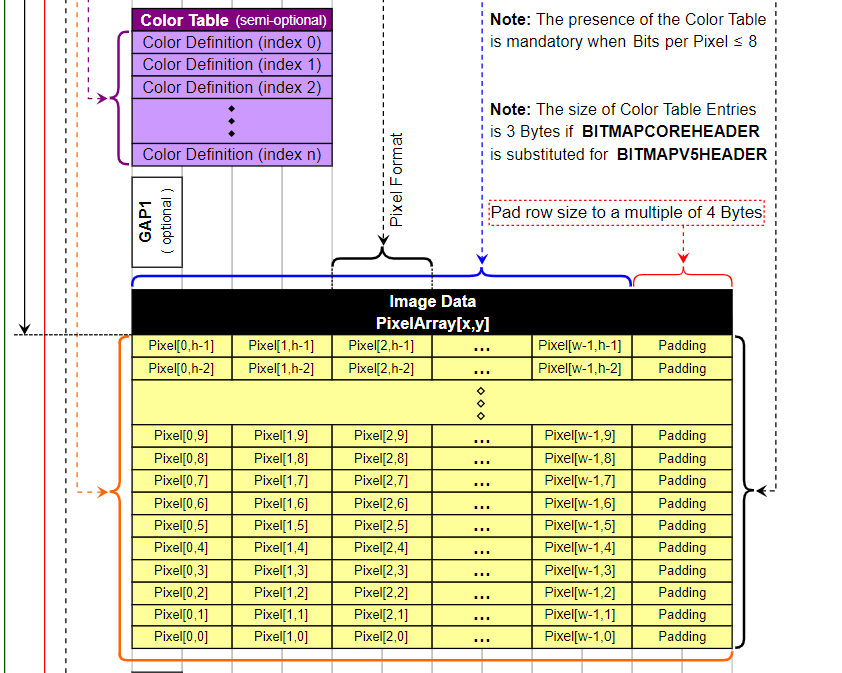 Color Table (semi-optional)
Color Definition (index 0)
Color Definition (index 1)
Color Definition (index 2)
Color Definition (index n)
Note: The presence of the Color Table
is mandatory when Bits per Pixel ≤ 8
Note: The size of Color Table Entries
is 3 Bytes if BITMAPCOREHEADER
is substituted for BITMAPV5HEADER
GAP1
( optional )
Pixel Format
Pad row size to a multiple of 4 Bytes
Image Data
PixelArray[x,y]
Pixel[0,h-1] Pixel[1,h-1] Pixel[2,h-1] ... Pixel[w-1,h-1] Padding
Pixel[0,h-2] Pixel[1,h-2] Pixel[2,h-2] ... Pixel[w-1,h-2] Padding
Pixel[0,9] Pixel[1,9] Pixel[2,9] ... Pixel[w-1,9] Padding
Pixel[0,8] Pixel[1,8] Pixel[2,8] ... Pixel[w-1,8] Padding
Pixel[0,7] Pixel[1,7] Pixel[2,7] ... Pixel[w-1,7] Padding
Pixel[0,6] Pixel[1,6] Pixel[2,6] ... Pixel[w-1,6] Padding
Pixel[0,5] Pixel[1,5] Pixel[2,5] ... Pixel[w-1,5] Padding
Pixel[0,4] Pixel[1,4] Pixel[2,4] ... Pixel[w-1,4] Padding
Pixel[0,3] Pixel[1,3] Pixel[2,3] ... Pixel[w-1,3] Padding
Pixel[0,2] Pixel[1,2] Pixel[2,2] ... Pixel[w-1,2] Padding
Pixel[0,1] Pixel[1,1] Pixel[2,1] ... Pixel[w-1,1] Padding
Pixel[0,0] Pixel[1,0] Pixel[2,0] ... Pixel[w-1,0] Padding